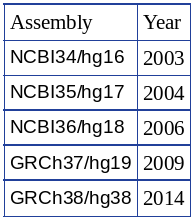 Assembly Year
NCBI34/hg16 2003
NCBI35/hg17 2004
NCBI36/hg18 2006
GRCh37/hg19 2009
GRCh38/hg38 2014